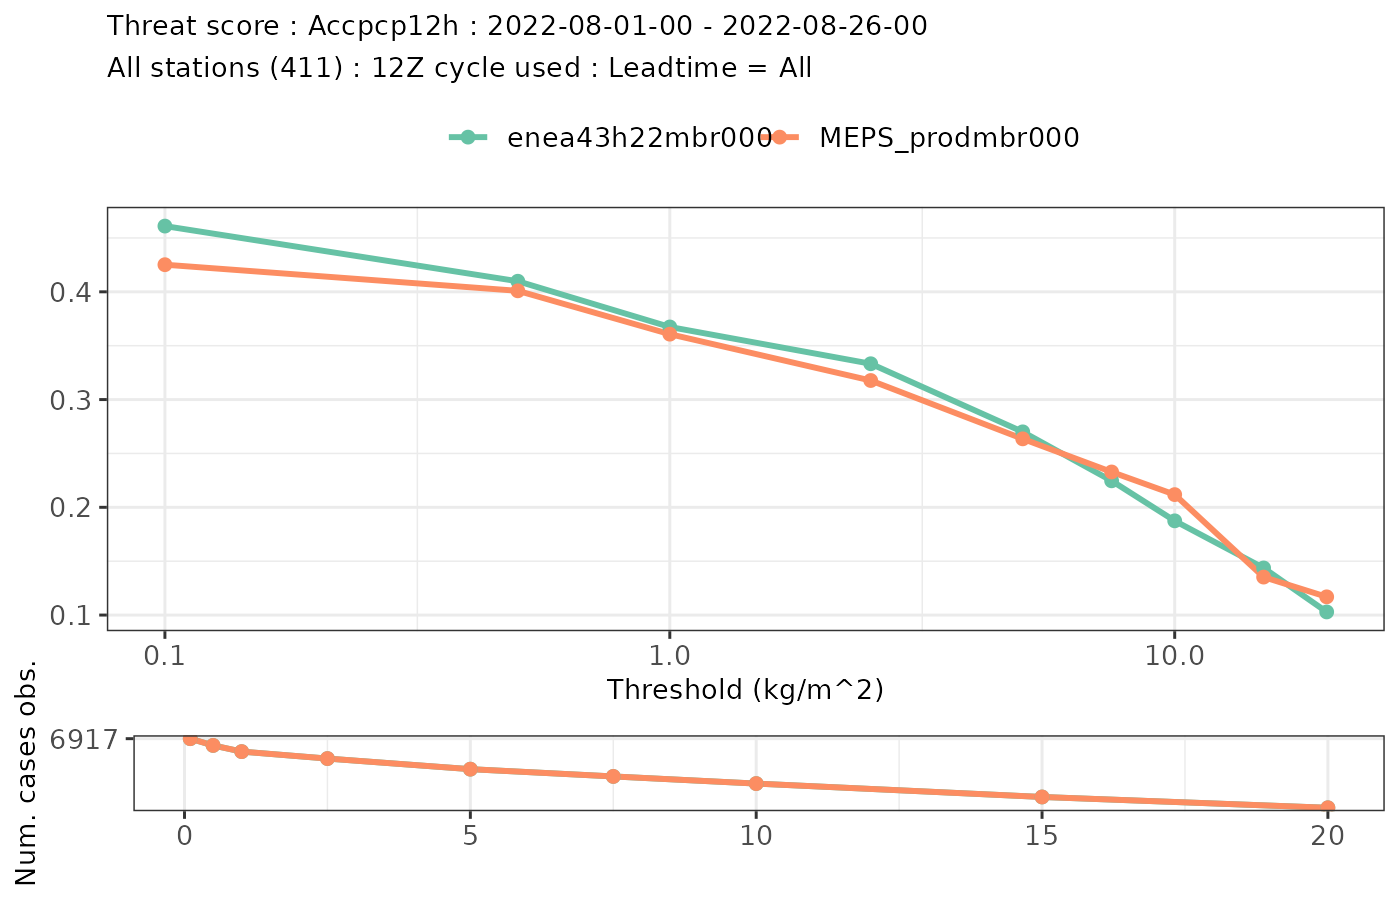 Threat score : Accpcp12h : 2022-08-01-00 - 2022-08-26-00
All stations (411) : 12Z cycle used : Leadtime = All
enea43h22mbr000 MEPS_prodmbr000
0.4
0.3
0.2
0.1
0.1 1.0 10.0
Threshold (kg/m^2)
Num. cases obs.
6917
0 5 10 15 20